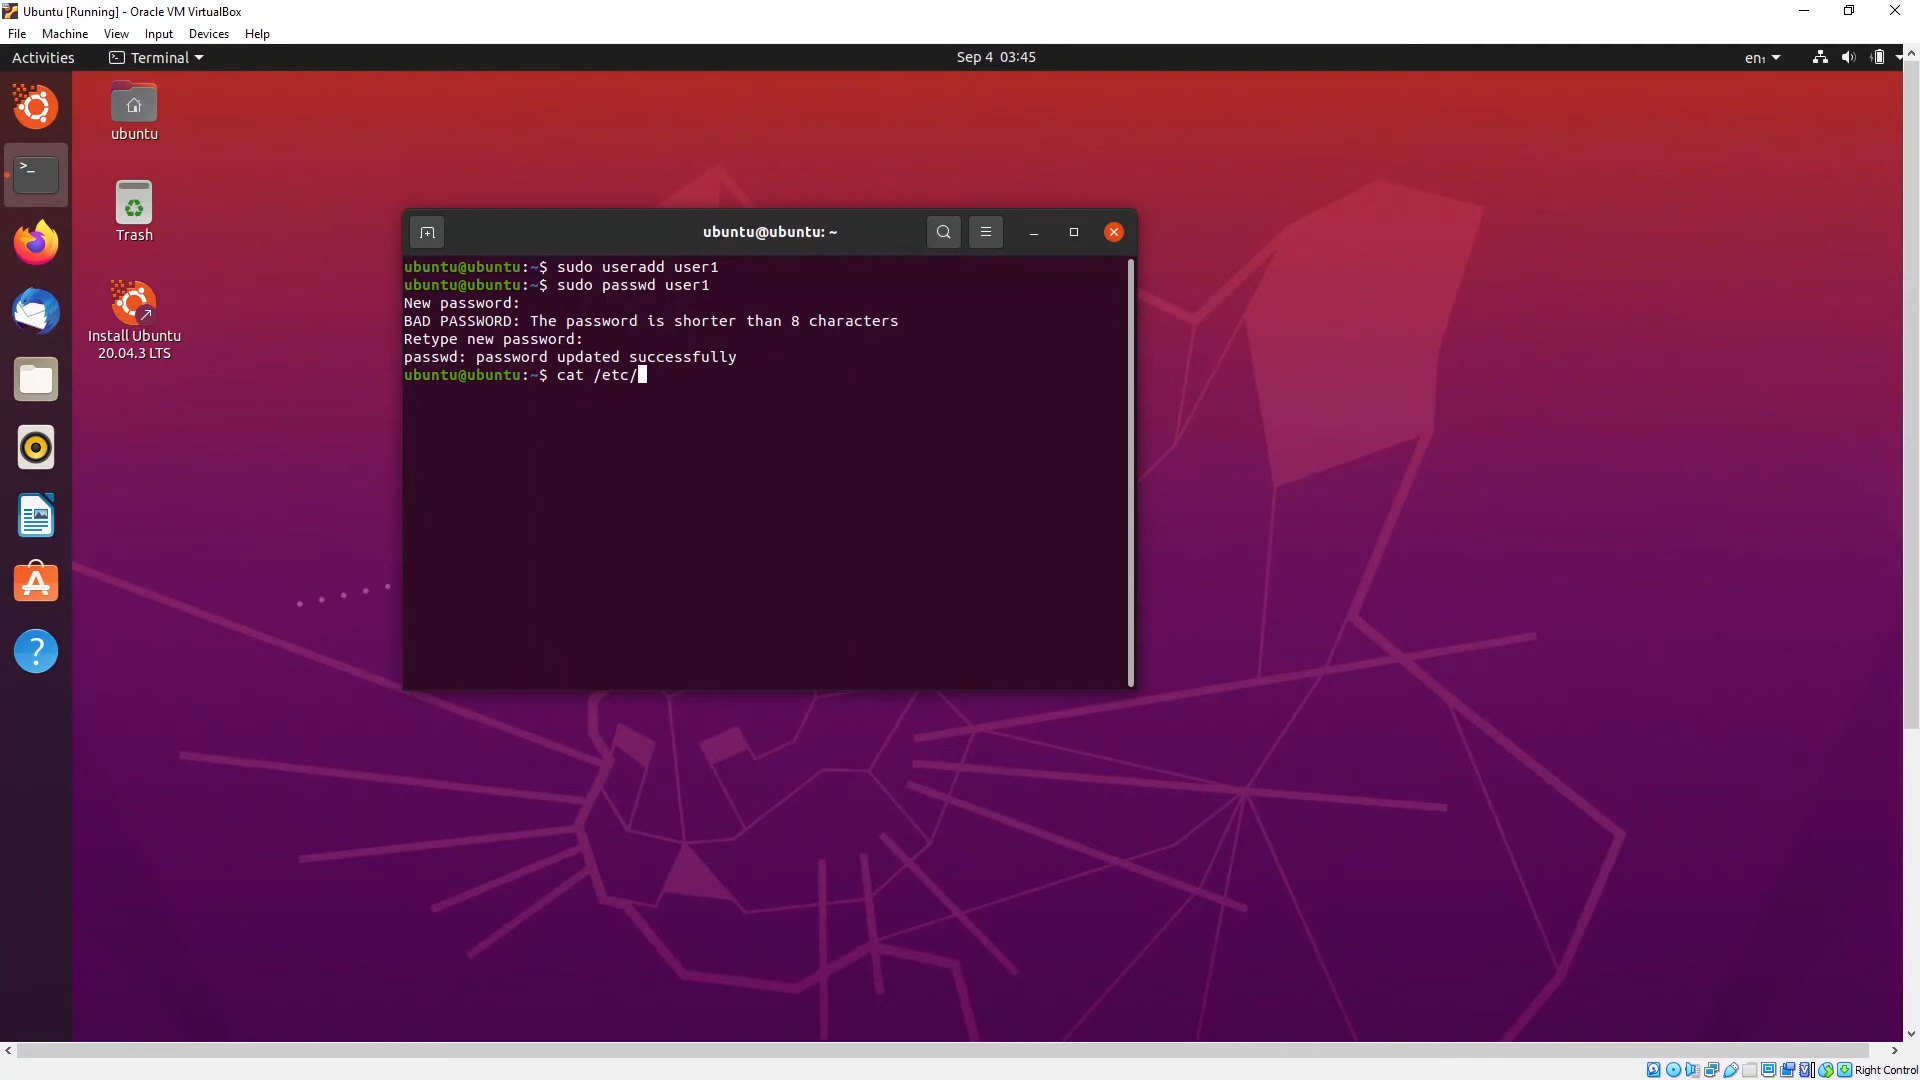 Ubuntu [Running] - Oracle VM VirtualBox
File Machine View Input Devices Help
Activities Terminal Sep 4 03:45 en₁
ubuntu
Trash
Install Ubuntu
20.04.3 LTS
ubuntu@ubuntu: ~
ubuntu@ubuntu:~$ sudo useradd user1
ubuntu@ubuntu:~$ sudo passwd user1
New password:
BAD PASSWORD: The password is shorter than 8 characters
Retype new password:
passwd: password updated successfully
ubuntu@ubuntu:~$ cat /etc/
Right Control